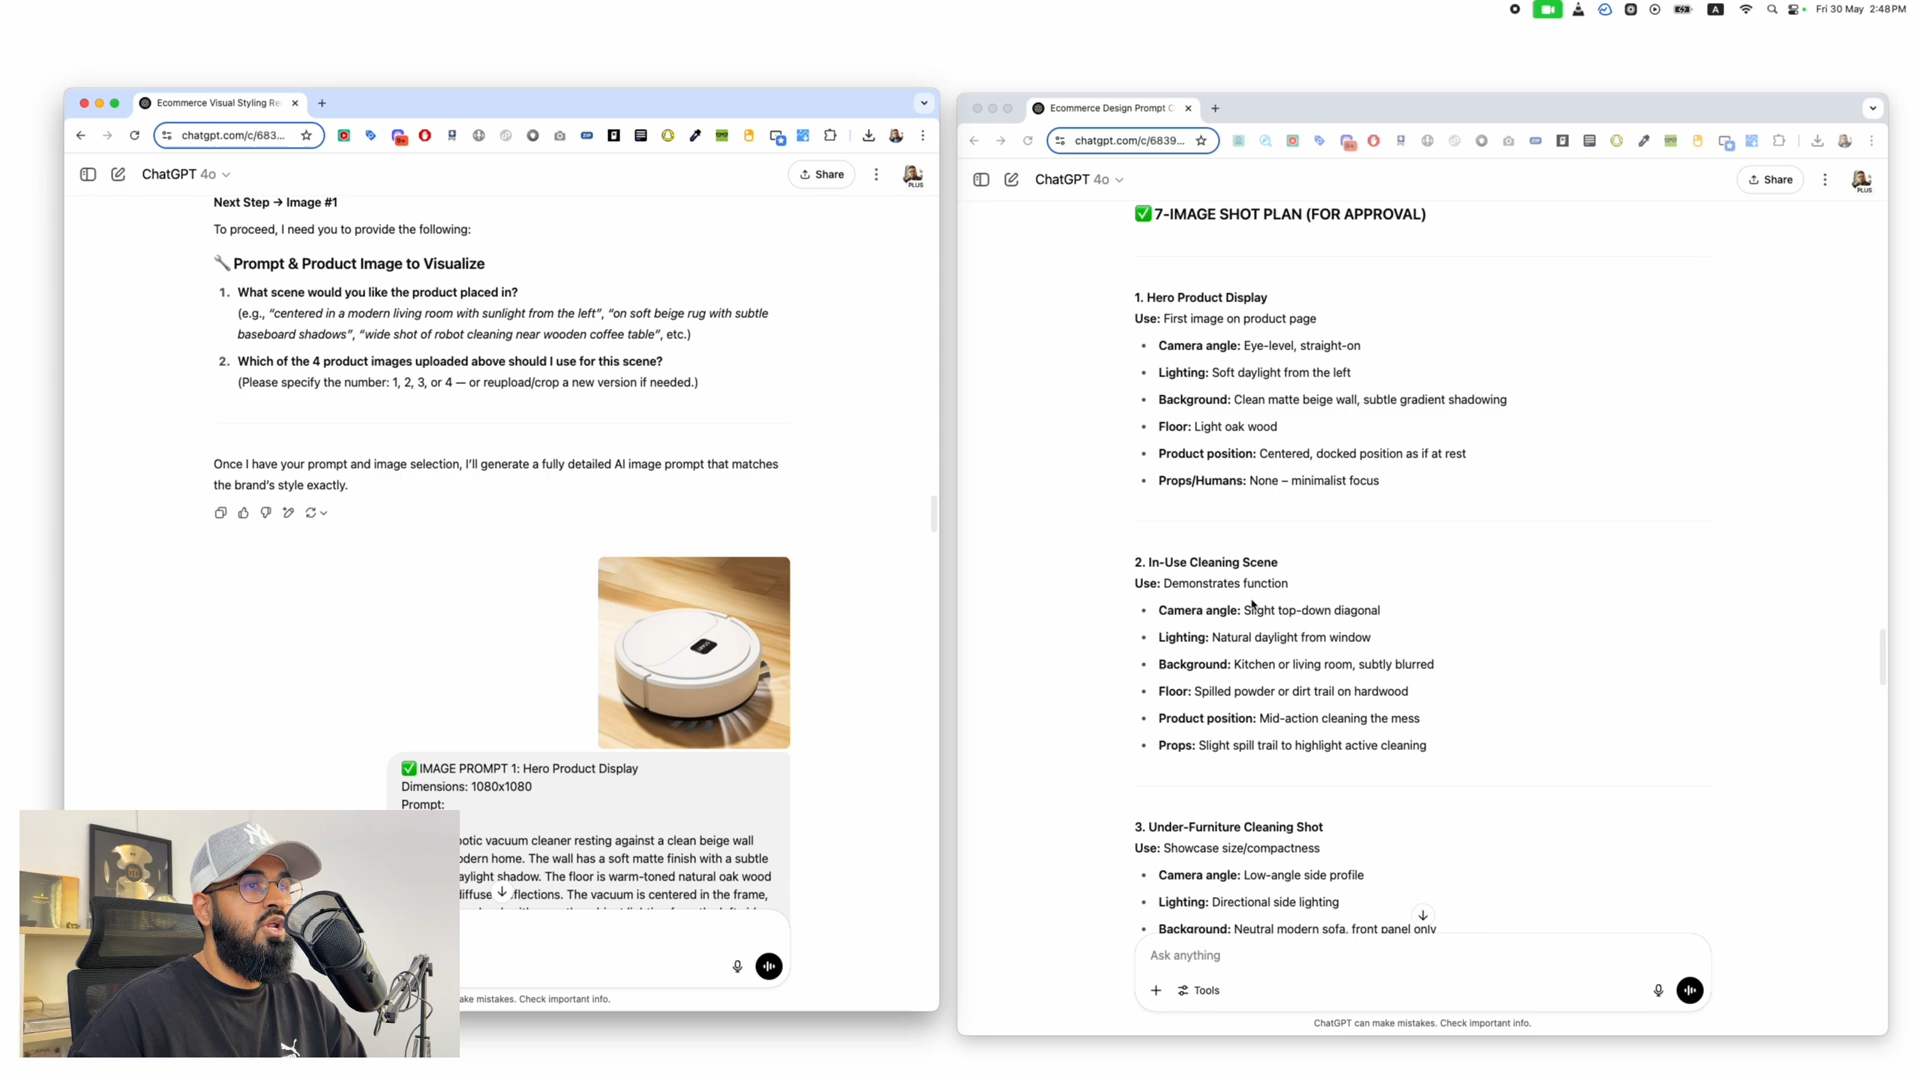 Fri 30 May 2:48PM
Ecommerce Visual Styling Re
chatgpt.com/c/683...
ChatGPT 4o
Share
PLUS
Next Step → Image #1
To proceed, I need you to provide the following:
🔧 Prompt & Product Image to Visualize
1. What scene would you like the product placed in?
(e.g., “centered in a modern living room with sunlight from the left”, “on soft beige rug with subtle
baseboard shadows”, “wide shot of robot cleaning near wooden coffee table”, etc.)
2. Which of the 4 product images uploaded above should I use for this scene?
(Please specify the number: 1, 2, 3, or 4 — or reupload/crop a new version if needed.)
Once I have your prompt and image selection, I’ll generate a fully detailed AI image prompt that matches
the brand’s style exactly.
✅ IMAGE PROMPT 1: Hero Product Display
Dimensions: 1080x1080
Prompt:
otic vacuum cleaner resting against a clean beige wall
odern home. The wall has a soft matte finish with a subtle
aylight shadow. The floor is warm-toned natural oak wood
diffuse flections. The vacuum is centered in the frame,
ake mistakes. Check important info.
Ecommerce Design Prompt C
chatgpt.com/c/6839...
ChatGPT 4o
Share
PLUS
✅ 7-IMAGE SHOT PLAN (FOR APPROVAL)
1. Hero Product Display
Use: First image on product page
• Camera angle: Eye-level, straight-on
• Lighting: Soft daylight from the left
• Background: Clean matte beige wall, subtle gradient shadowing
• Floor: Light oak wood
• Product position: Centered, docked position as if at rest
• Props/Humans: None – minimalist focus
2. In-Use Cleaning Scene
Use: Demonstrates function
• Camera angle: Slight top-down diagonal
• Lighting: Natural daylight from window
• Background: Kitchen or living room, subtly blurred
• Floor: Spilled powder or dirt trail on hardwood
• Product position: Mid-action cleaning the mess
• Props: Slight spill trail to highlight active cleaning
3. Under-Furniture Cleaning Shot
Use: Showcase size/compactness
• Camera angle: Low-angle side profile
• Lighting: Directional side lighting
• Background: Neutral modern sofa, front panel only
Ask anything
Tools
ChatGPT can make mistakes. Check important info.